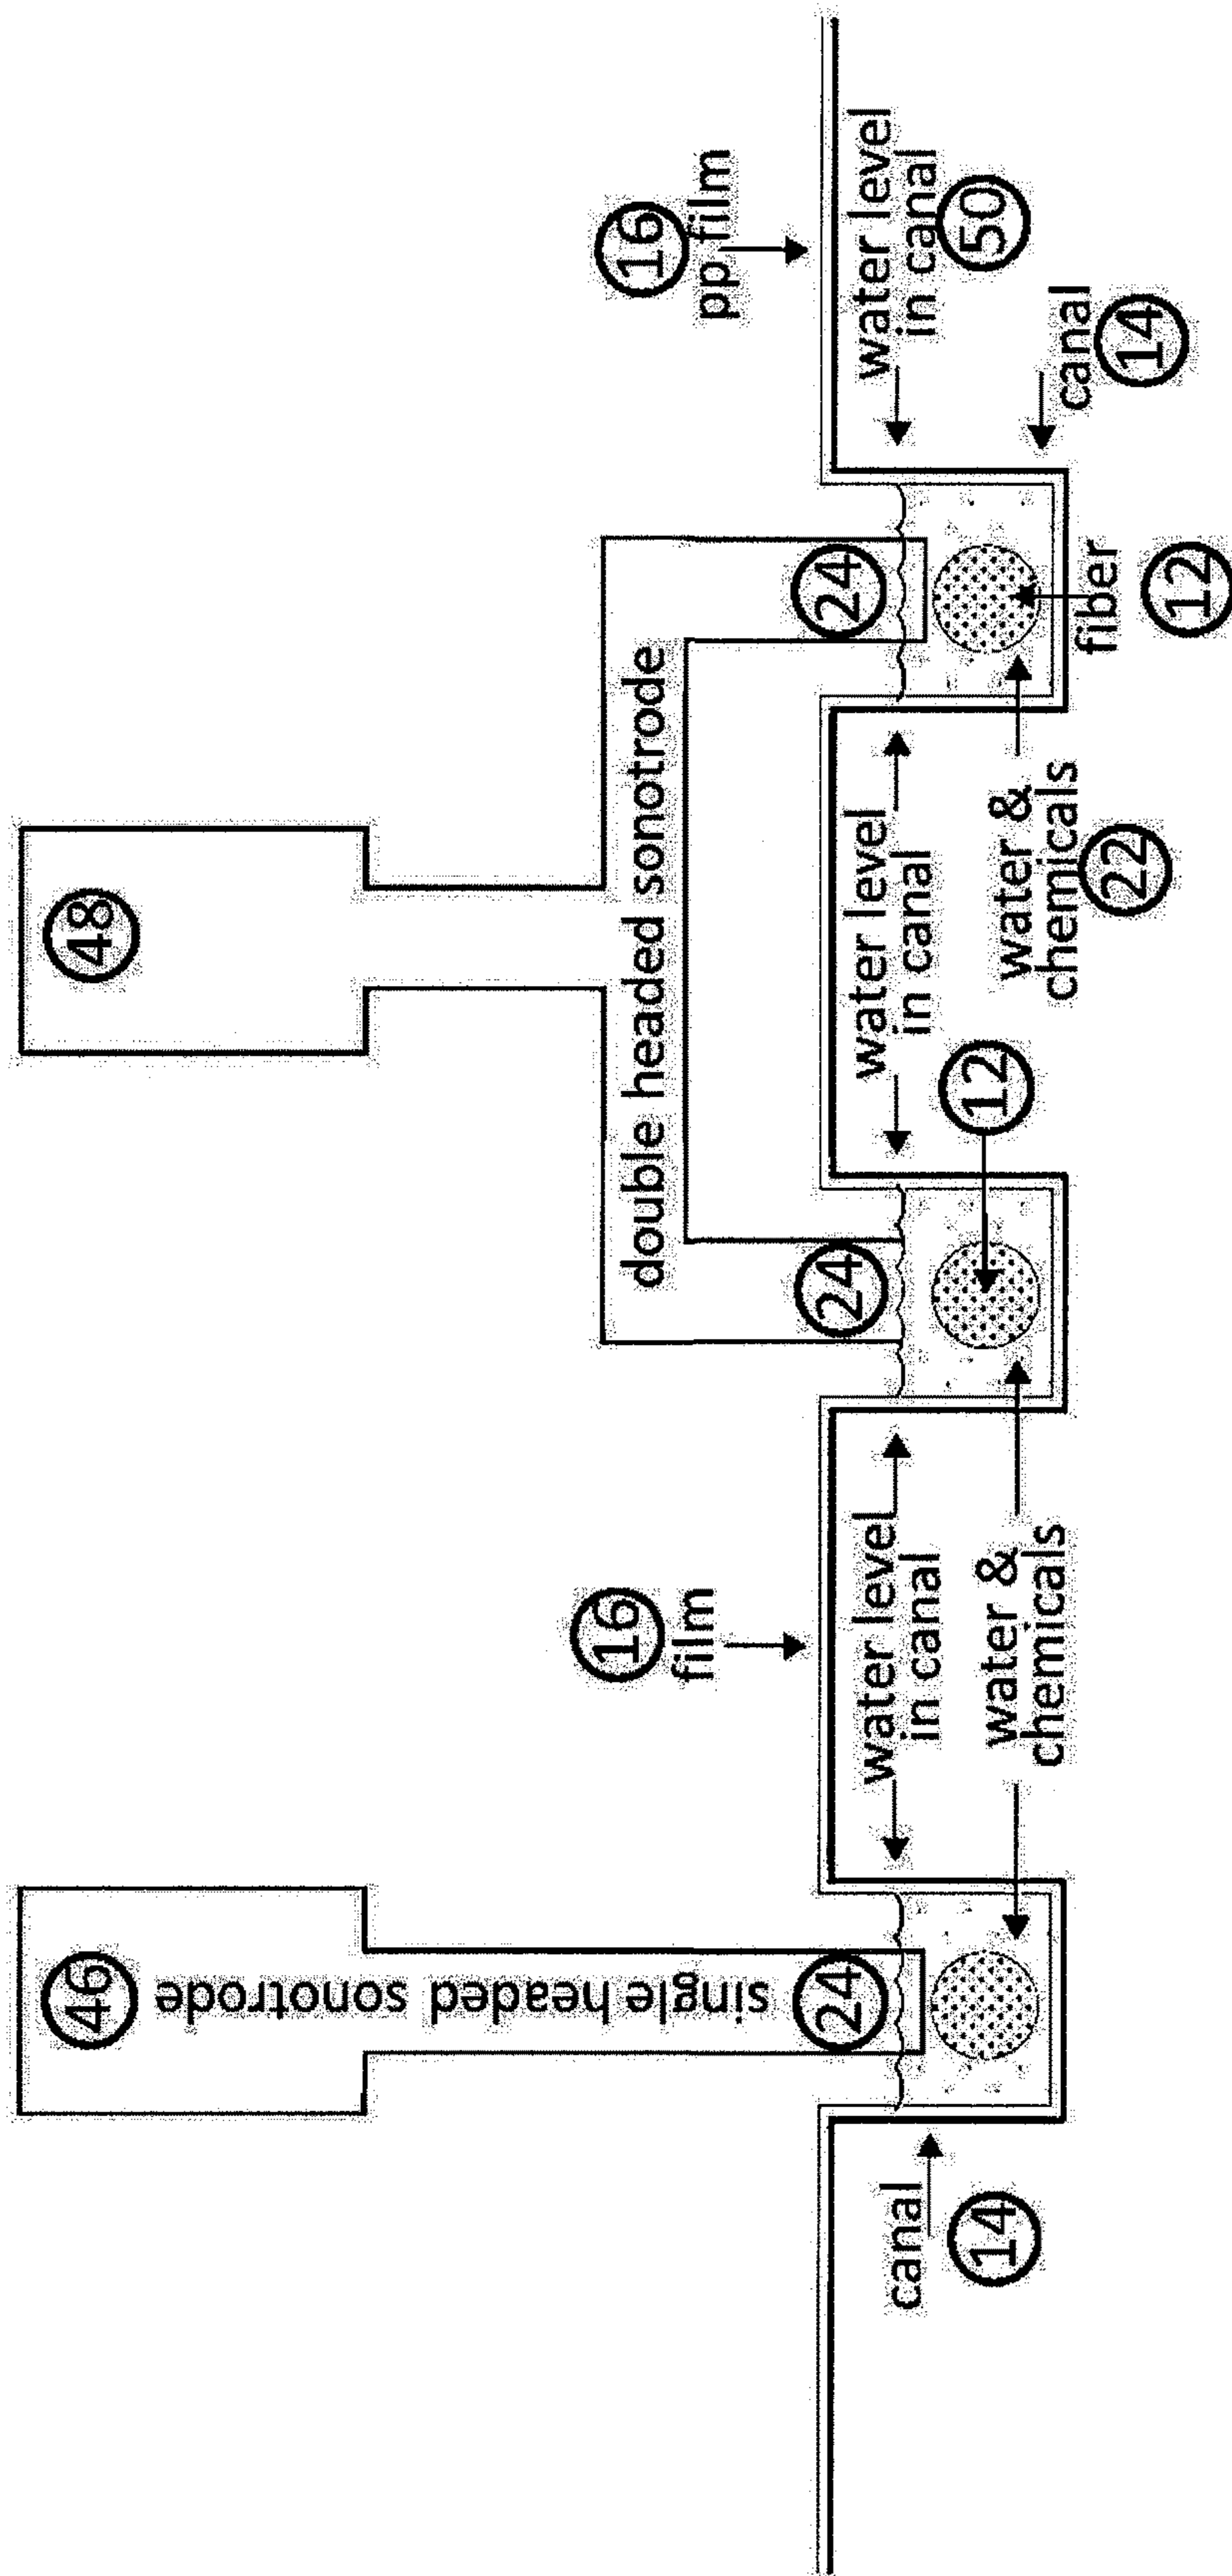 46
single headed sonotrode
24
canal
14
16
film
water level
in canal
water &
chemicals
48
double headed sonotrode
24
24
12
water level
in canal
water &
chemicals
22
fiber
12
16
pp film
water level
in canal
50
canal
14